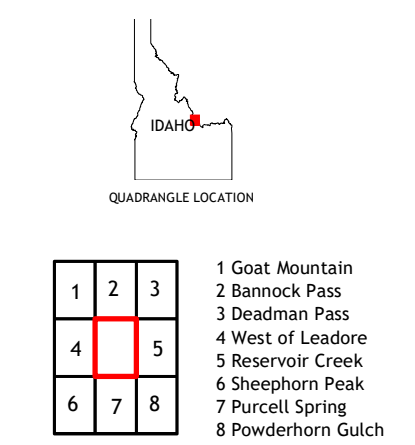 IDAHO
QUADRANGLE LOCATION
1 2 3
4 5
6 7 8
1 Goat Mountain
2 Bannock Pass
3 Deadman Pass
4 West of Leadore
5 Reservoir Creek
6 Sheephorn Peak
7 Purcell Spring
8 Powderhorn Gulch